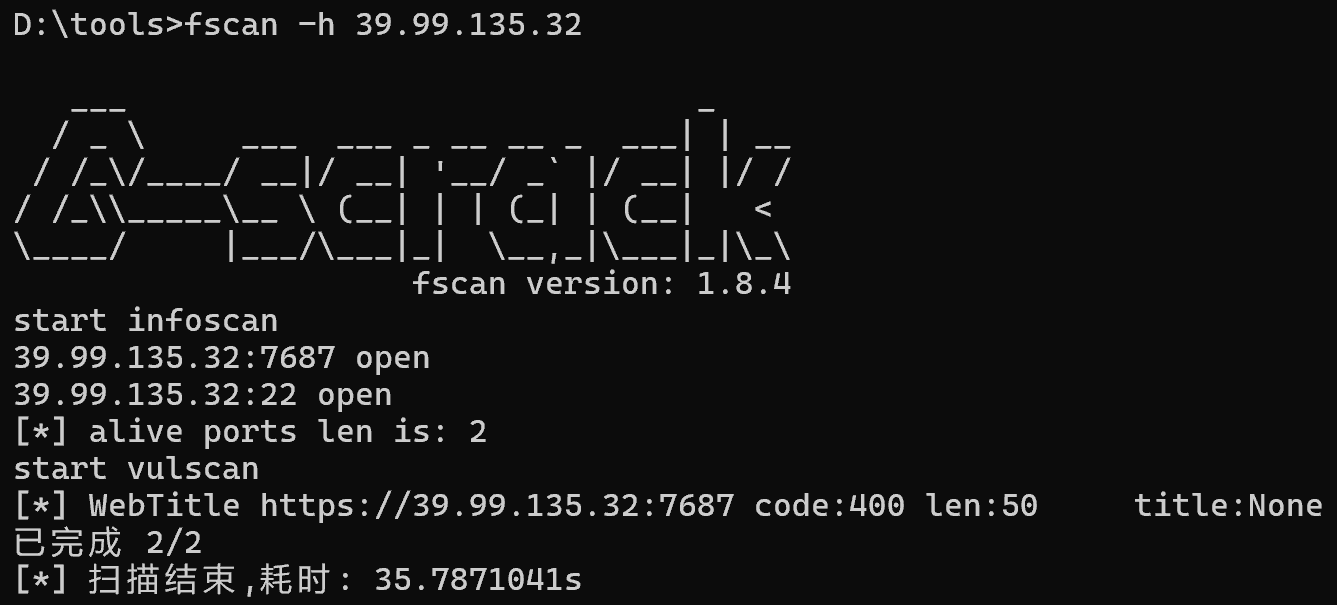 D:\tools>fscan -h 39.99.135.32
   ___                              _
  / _ \     ___  ___ _ __ __ _  ___| | __
 / /_\/____/ __|/ __| '__/ _` |/ __| |/ /
/ /_\\_____\__ \ (__| | | (_| | (__|   <
\____/     |___/\___|_|  \__,_|\___|_|\_\
                     fscan version: 1.8.4
start infoscan
39.99.135.32:7687 open
39.99.135.32:22 open
[*] alive ports len is: 2
start vulscan
[*] WebTitle https://39.99.135.32:7687 code:400 len:50     title:None
已完成 2/2
[*] 扫描结束,耗时: 35.7871041s